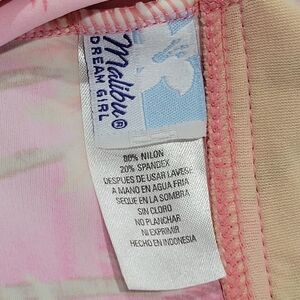 Malibu®
DREAM GIRL
80% NILON
20% SPANDEX
DESPUES DE USAR LAVESE
A MANO EN AGUA FRIA
SEQUE EN LA SOMBRA
SIN CLORO
NO PLANCHAR
NI EXPRIMIR
HECHO EN INDONESIA